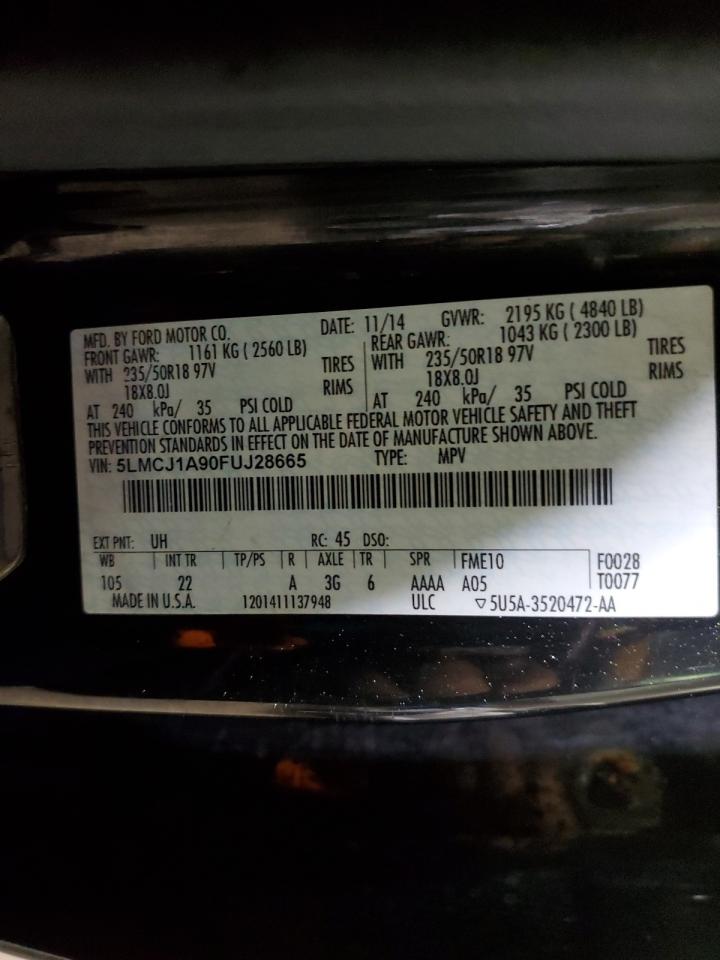 MFD. BY FORD MOTOR CO. DATE: 11/14 GVWR: 2195 KG ( 4840 LB)
FRONT GAWR: 1161 KG ( 2560 LB) REAR GAWR: 1043 KG ( 2300 LB)
WITH 235/50R18 97V TIRES WITH 235/50R18 97V TIRES
18X8.0J RIMS 18X8.0J RIMS
AT 240 kPa/ 35 PSI COLD AT 240 kPa/ 35 PSI COLD
THIS VEHICLE CONFORMS TO ALL APPLICABLE FEDERAL MOTOR VEHICLE SAFETY AND THEFT
PREVENTION STANDARDS IN EFFECT ON THE DATE OF MANUFACTURE SHOWN ABOVE.
VIN: 5LMCJ1A90FUJ28665 TYPE: MPV
EXT PNT: UH RC: 45 DSO:
WB INT TR TP/PS R AXLE TR SPR FME10 F0028
105 22 A 3G 6 AAAA A05 T0077
MADE IN U.S.A. 1201411137948 ULC ▽5U5A-3520472-AA